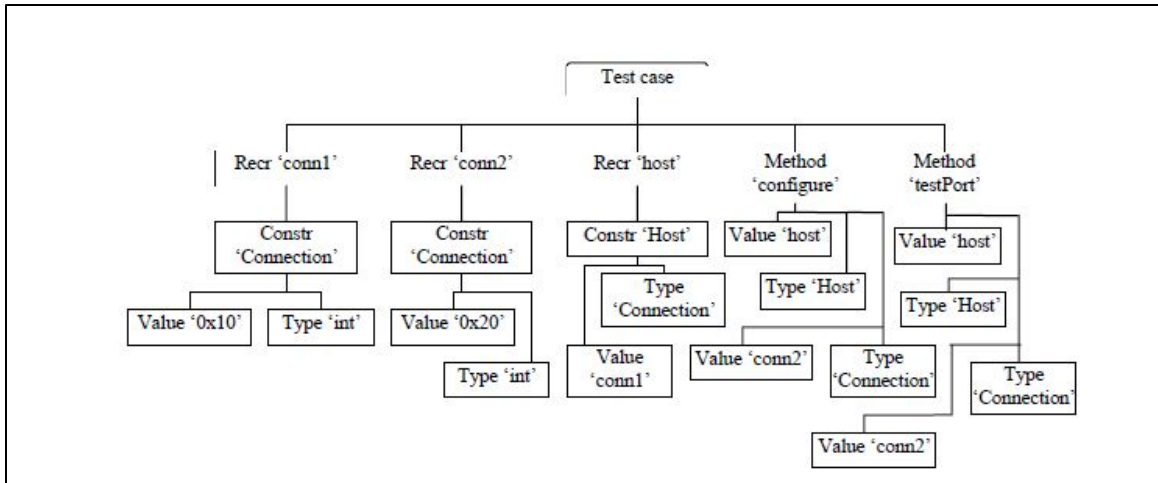 Test case
Recr ‘conn1’
Recr ‘conn2’
Recr ‘host’
Method
‘configure’
Method
‘testPort’
Constr
‘Connection’
Constr
‘Connection’
Constr ‘Host’
Value ‘host’
Value ‘host’
Type
‘Connection’
Type ‘Host’
Type ‘Host’
Value ‘0x10’
Type ‘int’
Value ‘0x20’
Type ‘int’
Value
‘conn1’
Value ‘conn2’
Type
‘Connection’
Type
‘Connection’
Value ‘conn2’